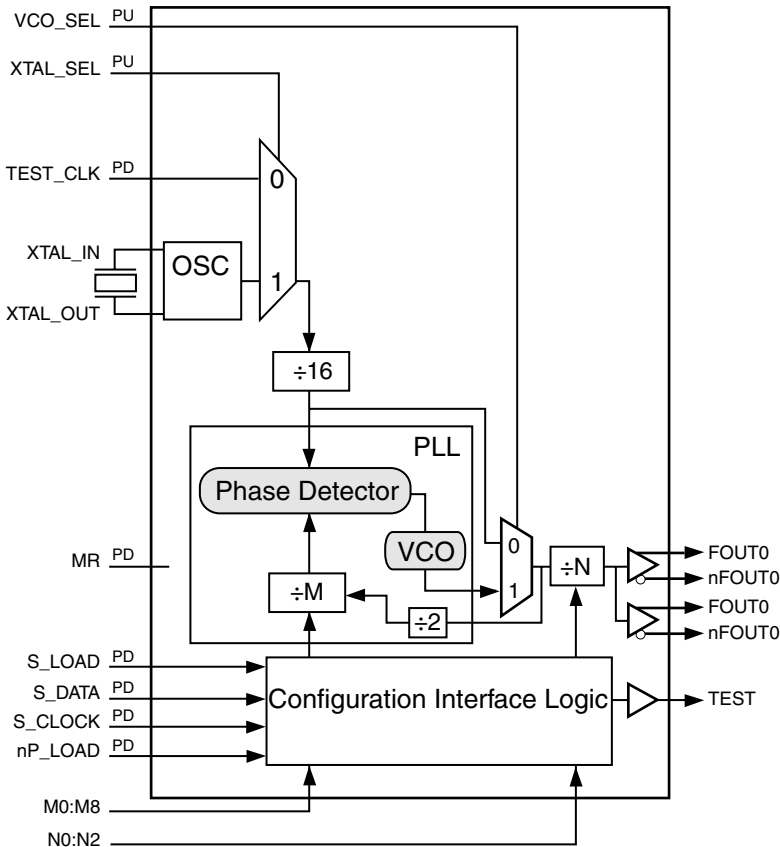 VCO_SEL PU
XTAL_SEL PU
TEST_CLK PD
0
XTAL_IN
OSC
1
XTAL_OUT
÷16
PLL
Phase Detector
VCO
0
1
÷N
FOUT0
nFOUT0
FOUT0
nFOUT0
MR PD
÷M
÷2
S_LOAD PD
S_DATA PD
S_CLOCK PD
nP_LOAD PD
Configuration Interface Logic
TEST
M0:M8
N0:N2